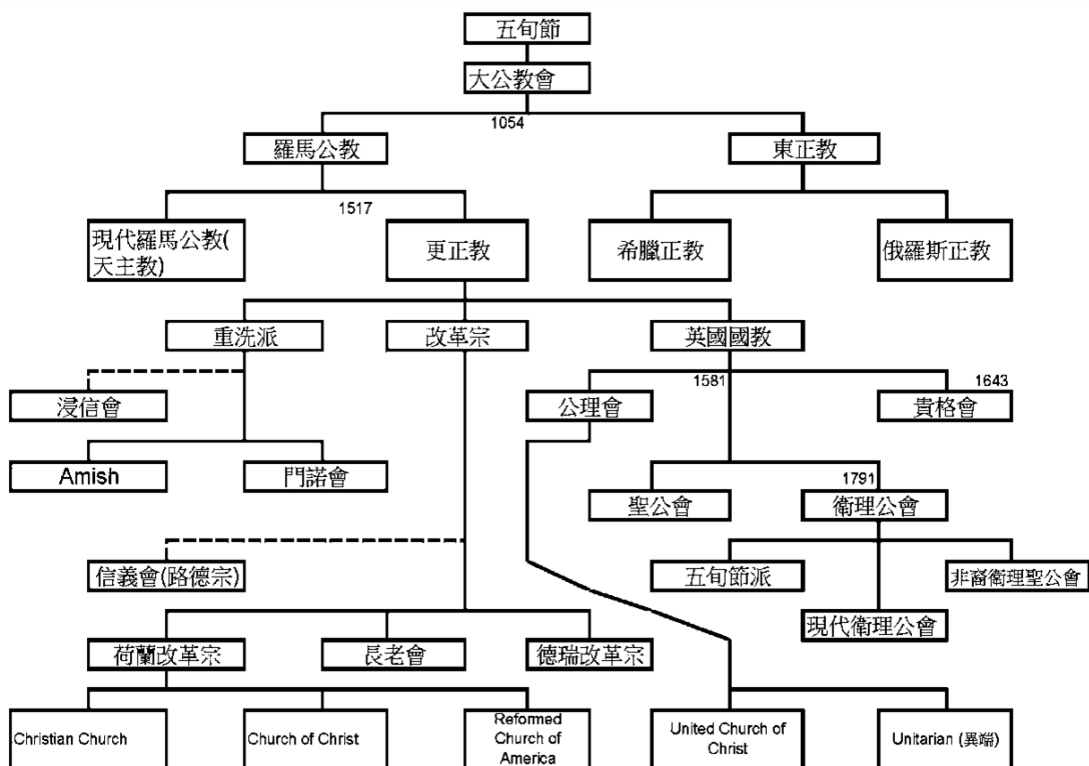 五旬節
大公教會
1054
羅馬公教
東正教
1517
現代羅馬公教(
天主教)
更正教
希臘正教
俄羅斯正教
重洗派
改革宗
英國國教
1581
1643
浸信會
公理會
貴格會
Amish
門諾會
1791
聖公會
衛理公會
信義會(路德宗)
五旬節派
非裔衛理聖公會
現代衛理公會
荷蘭改革宗
長老會
德瑞改革宗
Christian Church
Church of Christ
Reformed
Church of
America
United Church of
Christ
Unitarian (異端)